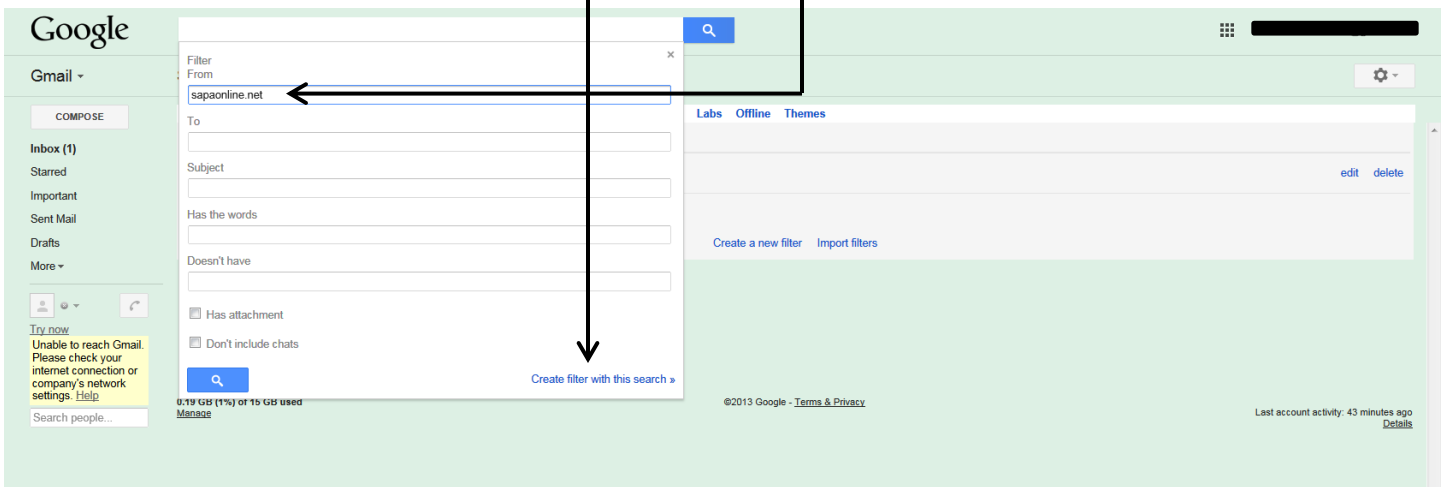 Google
Gmail
Filter
×
From
sapaonline.net
To
Subject
Has the words
Doesn't have
Has attachment
Don't include chats
Create filter with this search »
Labs Offline Themes
edit delete
Create a new filter Import filters
COMPOSE
Inbox (1)
Starred
Important
Sent Mail
Drafts
More
Try now
Unable to reach Gmail.
Please check your
internet connection or
company's network
settings. Help
Search people...
0.19 GB (1%) of 15 GB used
Manage
©2013 Google - Terms & Privacy
Last account activity: 43 minutes ago
Details